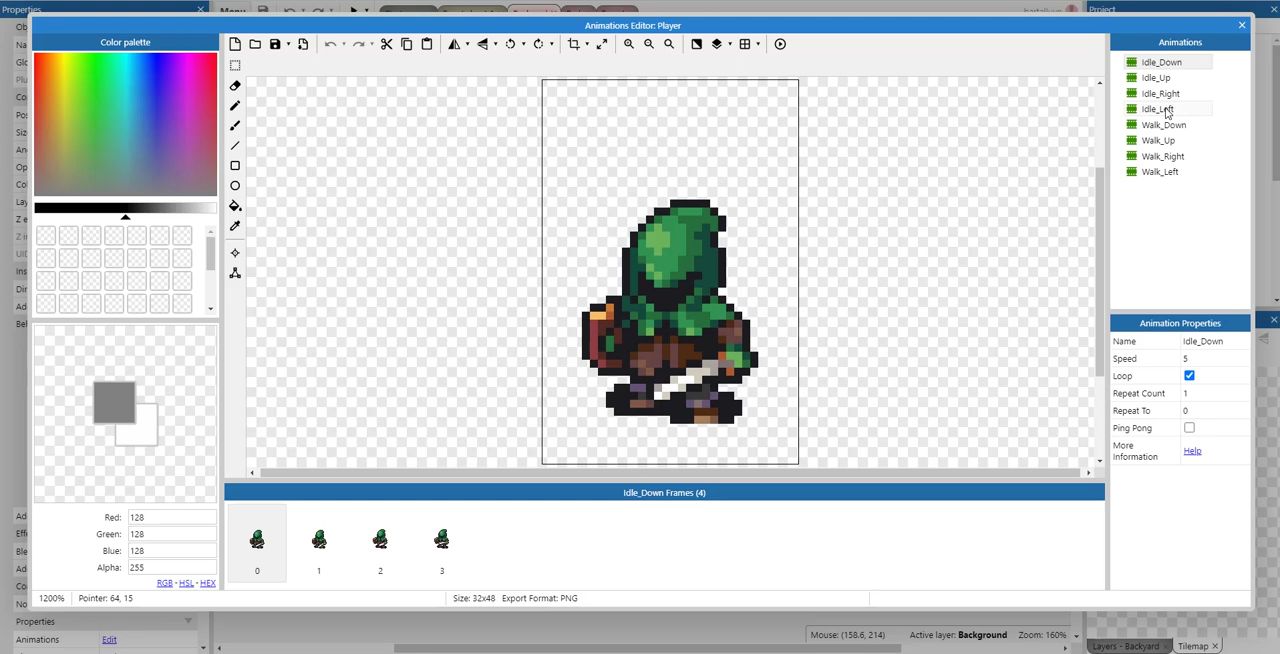 Properties
Menu
Project
Animations Editor: Player
Color palette
Animations
Idle_Down
Idle_Up
Idle_Right
Idle_Left
Walk_Down
Walk_Up
Walk_Right
Walk_Left
Animation Properties
Name Idle_Down
Speed 5
Loop
Repeat Count 1
Repeat To 0
Ping Pong
More Information Help
Idle_Down Frames (4)
0 1 2 3
Red: 128
Green: 128
Blue: 128
Alpha: 255
RGB · HSL · HEX
1200% Pointer: 64, 15 Size: 32x48 Export Format: PNG
Properties
Animations Edit
Mouse: (158.6, 214) Active layer: Background Zoom: 160%
Layers - Backyard Tilemap